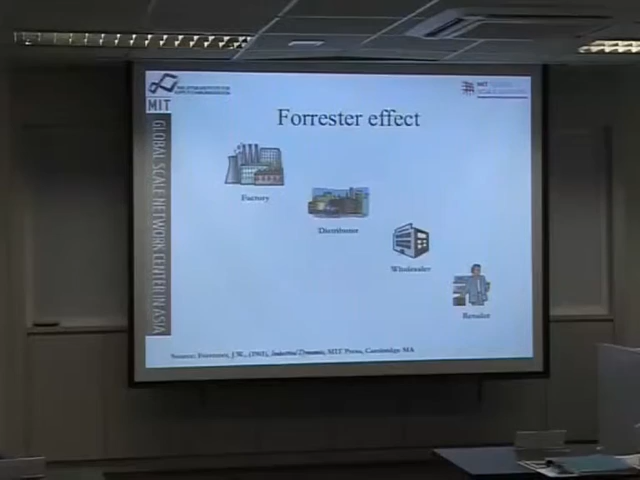 MIT
GLOBAL SCALE NETWORK CENTER IN ASIA
MIT
Forrester effect
Factory
Distributor
Wholesaler
Retailer
Source: Forrester, J.W., (1961), Industrial Dynamics, MIT Press, Cambridge MA